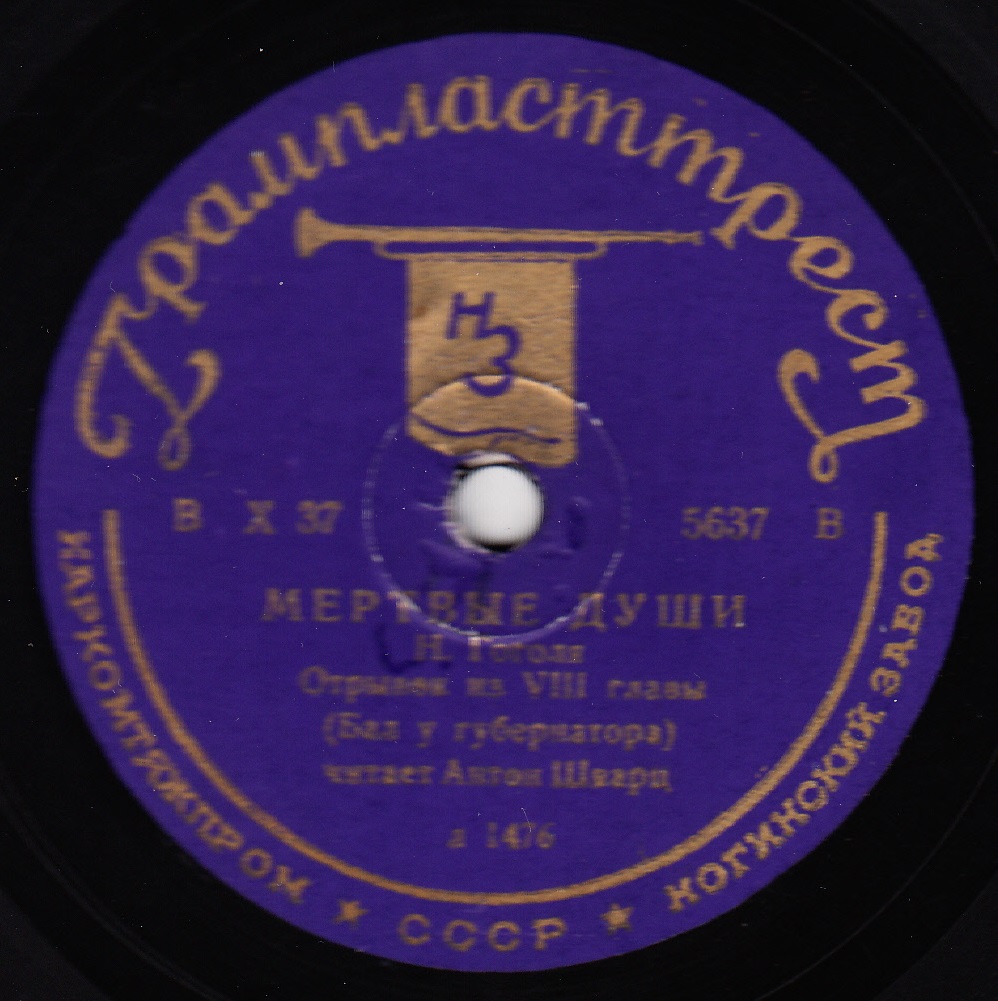 Грампласттрест
НЗ
В X 37 5637 В
МЕРТВЫЕ ДУШИ
Н. Гоголя
Отрывок из VIII главы
(Бал у губернатора)
читает Антон Шварц
а 1476
НАРКОМТЯЖПРОМ ★ СССР ★ НОГИНСКИЙ ЗАВОД